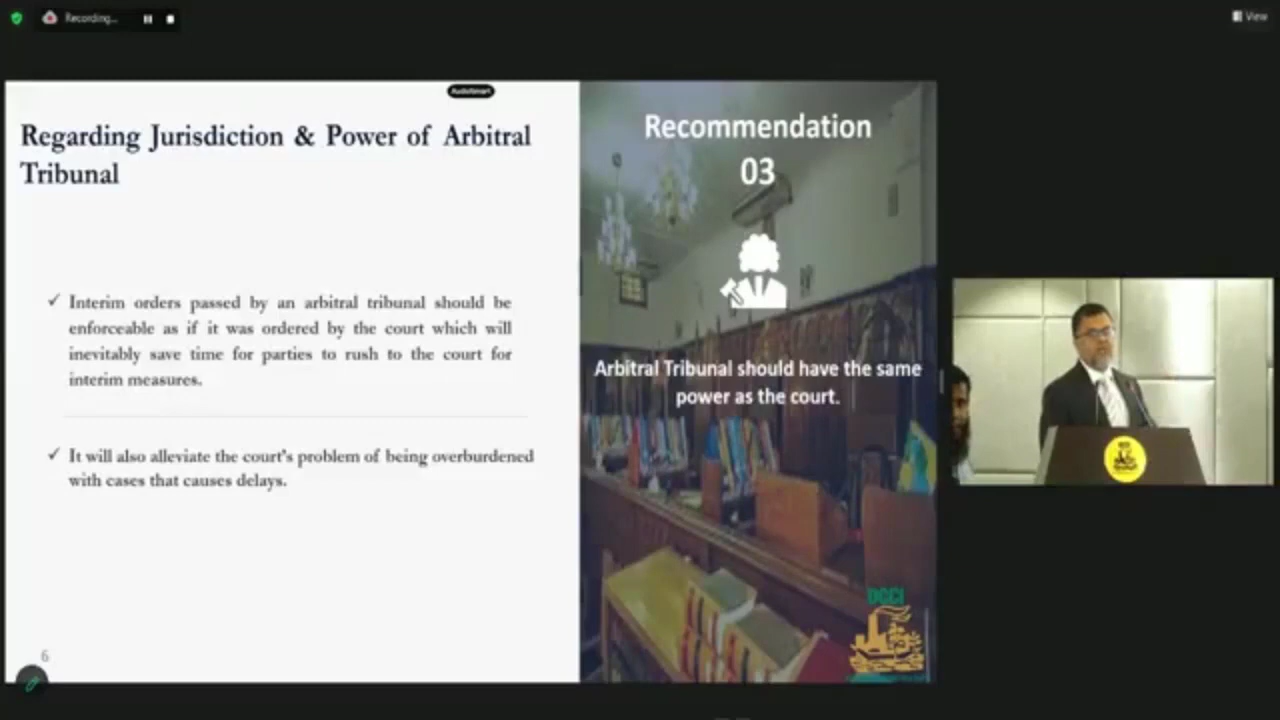 Recording...
View
AudioSmart
Regarding Jurisdiction & Power of Arbitral
Tribunal
✓ Interim orders passed by an arbitral tribunal should be
enforceable as if it was ordered by the court which will
inevitably save time for parties to rush to the court for
interim measures.
✓ It will also alleviate the court's problem of being overburdened
with cases that causes delays.
6
Recommendation
03
Arbitral Tribunal should have the same
power as the court.
DCCI